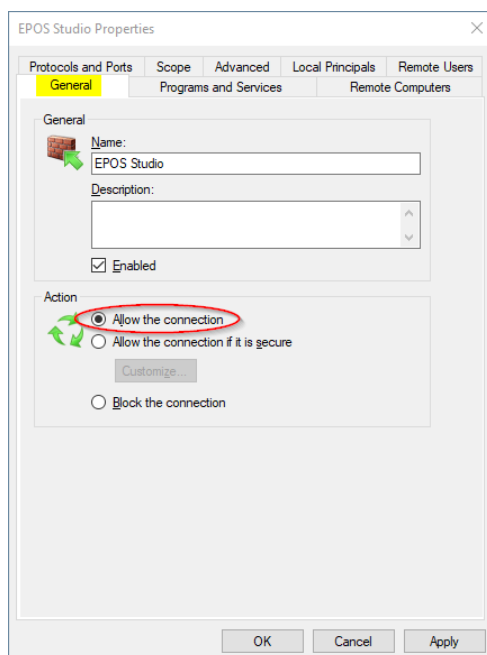 EPOS Studio Properties
Protocols and Ports Scope Advanced Local Principals Remote Users
General Programs and Services Remote Computers
General
Name:
EPOS Studio
Description:
Enabled
Action
Allow the connection
Allow the connection if it is secure
Customize...
Block the connection
OK Cancel Apply